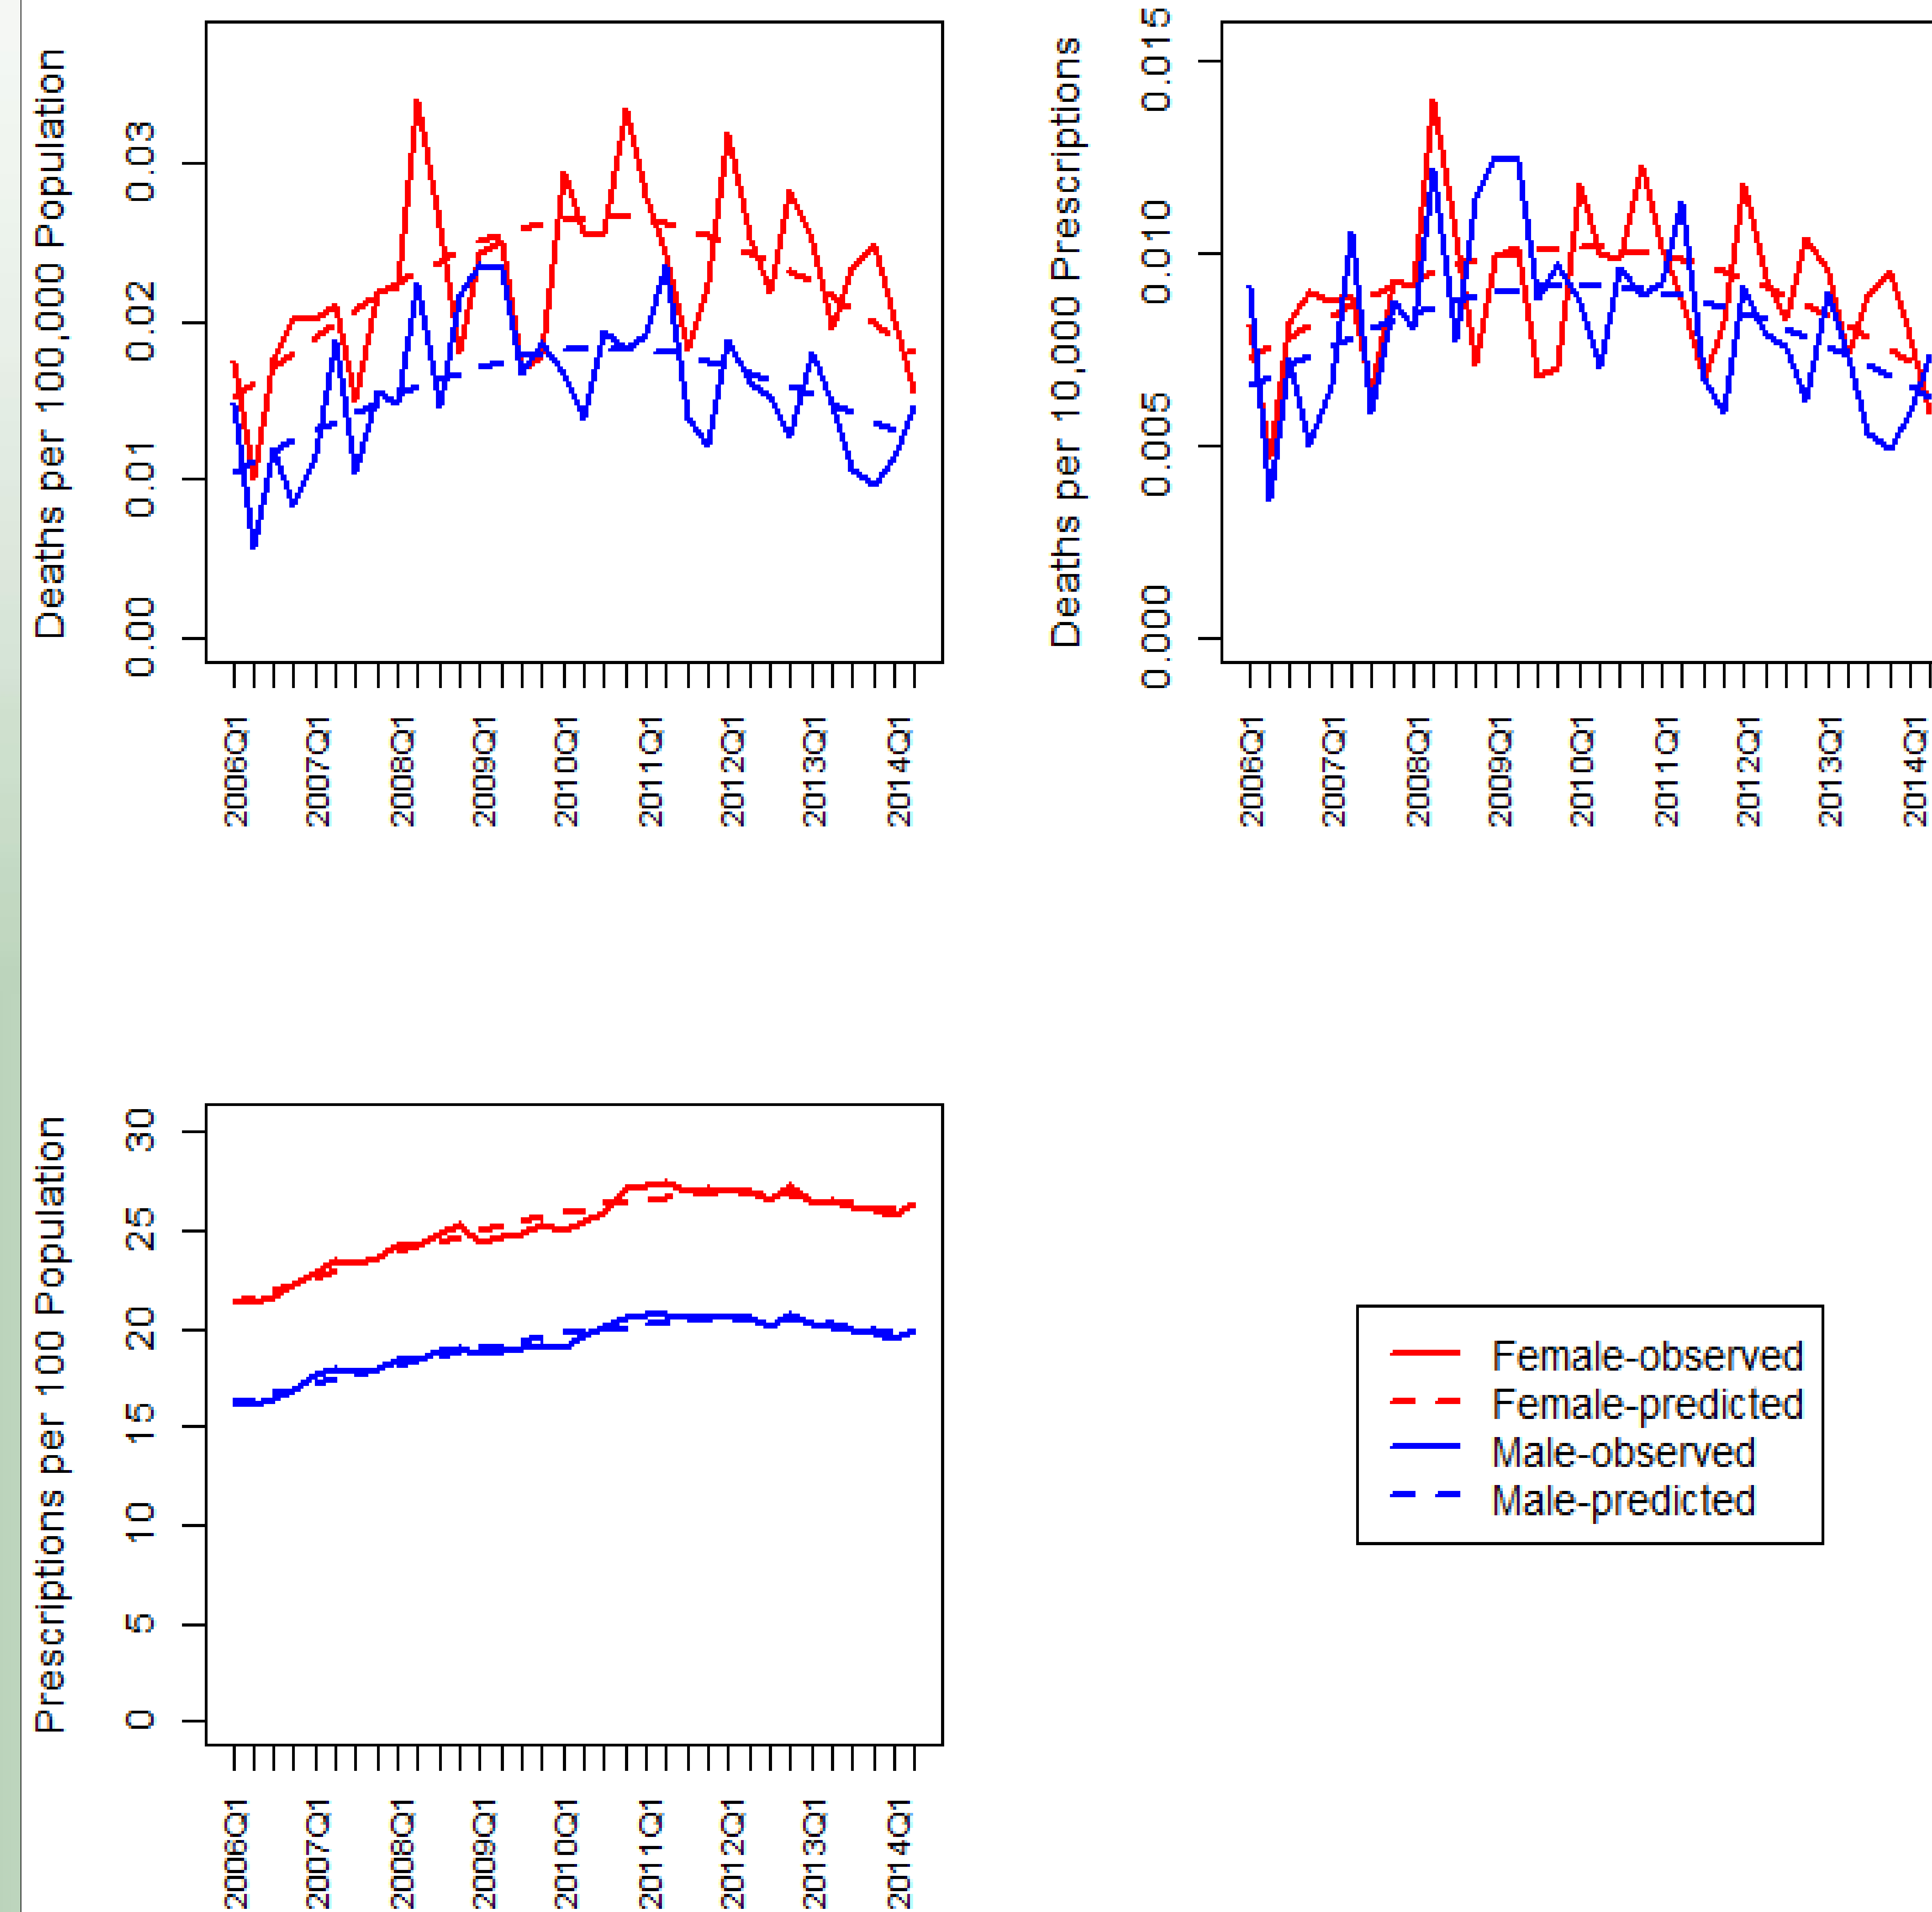 Deaths per 100,000 Population
0.00
0.01
0.02
0.03
2006Q1
2007Q1
2008Q1
2009Q1
2010Q1
2011Q1
2012Q1
2013Q1
2014Q1
Deaths per 10,000 Prescriptions
0.000
0.005
0.010
0.015
2006Q1
2007Q1
2008Q1
2009Q1
2010Q1
2011Q1
2012Q1
2013Q1
2014Q1
Prescriptions per 100 Population
0
5
10
15
20
25
30
2006Q1
2007Q1
2008Q1
2009Q1
2010Q1
2011Q1
2012Q1
2013Q1
2014Q1
Female-observed
Female-predicted
Male-observed
Male-predicted